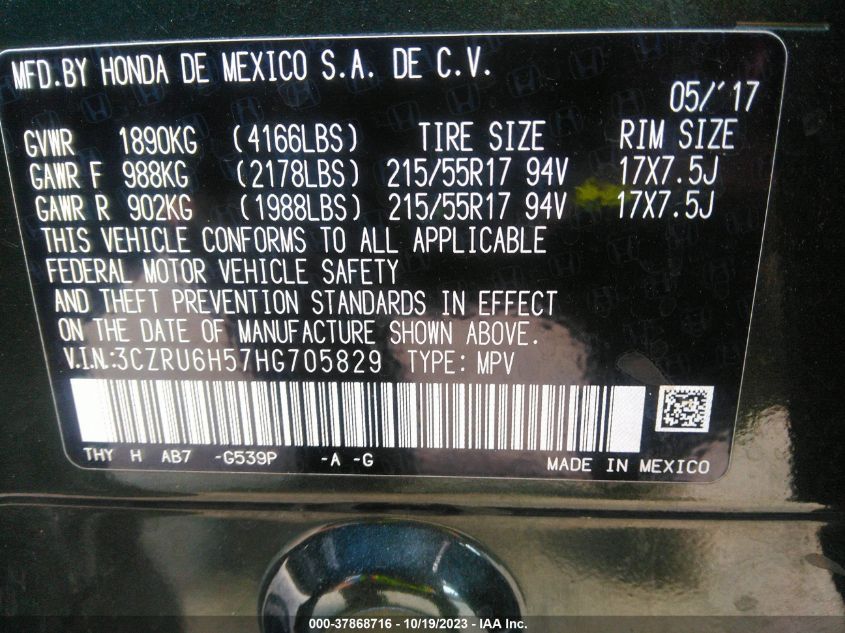 MFD.BY HONDA DE MEXICO S.A. DE C.V.
05/'17
GVWR 1890KG (4166LBS) TIRE SIZE RIM SIZE
GAWR F 988KG (2178LBS) 215/55R17 94V 17X7.5J
GAWR R 902KG (1988LBS) 215/55R17 94V 17X7.5J
THIS VEHICLE CONFORMS TO ALL APPLICABLE
FEDERAL MOTOR VEHICLE SAFETY
AND THEFT PREVENTION STANDARDS IN EFFECT
ON THE DATE OF MANUFACTURE SHOWN ABOVE.
V.I.N.:3CZRU6H57HG705829 TYPE: MPV
THY H AB7 -G539P -A -G MADE IN MEXICO
000-37868716 - 10/19/2023 - IAA Inc.